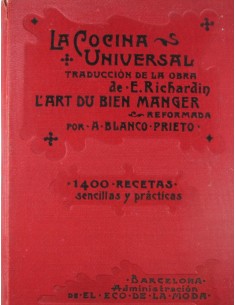 LA COCINA
UNIVERSAL
TRADUCCIÓN DE LA OBRA
de E. Richardin
L'ART DU BIEN MANGER
REFORMADA
POR A BLANCO PRIETO
1400 RECETAS
sencillas y prácticas
BARCELONA
Administración
DE EL ECO DE LA MODA